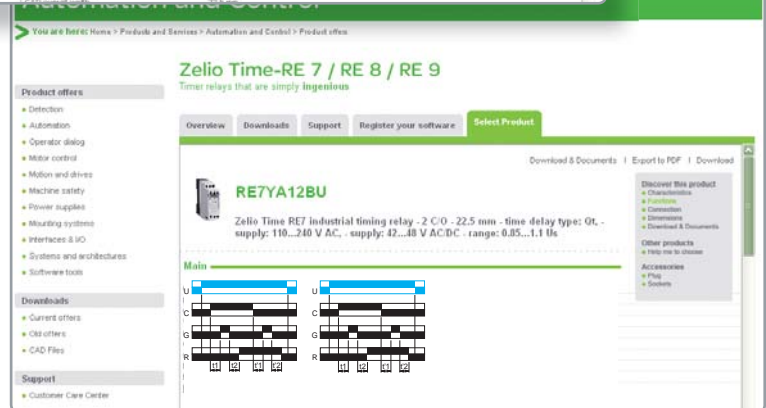 Automation and Control
You are here: Home > Products and Services > Automation and Control > Product offers
Zelio Time-RE 7 / RE 8 / RE 9
Timer relays that are simply ingenious
Product offers
Detection
Automation
Operator dialog
Motor control
Motion and drives
Machine safety
Power supplies
Mounting systems
Interfaces & I/O
Systems and architectures
Software tools
Downloads
Current offers
Old offers
CAD Files
Support
Customer Care Center
Overview Downloads Support Register your software Select Product
Download & Documents | Export to PDF | Download
RE7YA12BU
Zelio Time RE7 industrial timing relay - 2 C/O - 22.5 mm - time delay type: Qt, -
supply: 110...240 V AC, - supply: 42...48 V AC/DC - range: 0.85...1.1 Us
Discover this product
Characteristics
Functions
Connection
Dimensions
Download & Documents
Other products
Help me to choose
Accessories
Plug
Sockets
Main
U U
C C
G G
R R
t1 t2 t'1 t'2 t1 t2 t'1 t'2